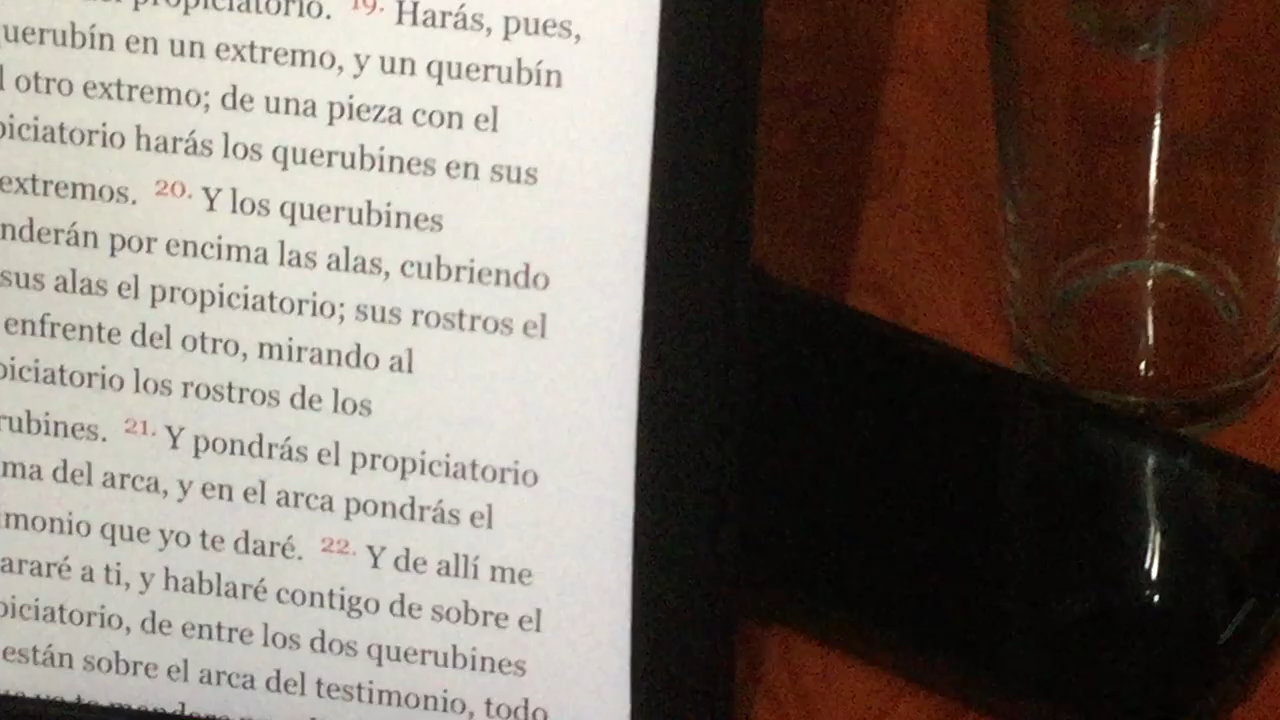 propiciatorio. 19. Harás, pues,
querubín en un extremo, y un querubín
otro extremo; de una pieza con el
piciatorio harás los querubines en sus
extremos. 20. Y los querubines
nderán por encima las alas, cubriendo
sus alas el propiciatorio; sus rostros el
enfrente del otro, mirando al
piciatorio los rostros de los
rubines. 21. Y pondrás el propiciatorio
ma del arca, y en el arca pondrás el
monio que yo te daré. 22. Y de allí me
araré a ti, y hablaré contigo de sobre el
piciatorio, de entre los dos querubines
están sobre el arca del testimonio, todo